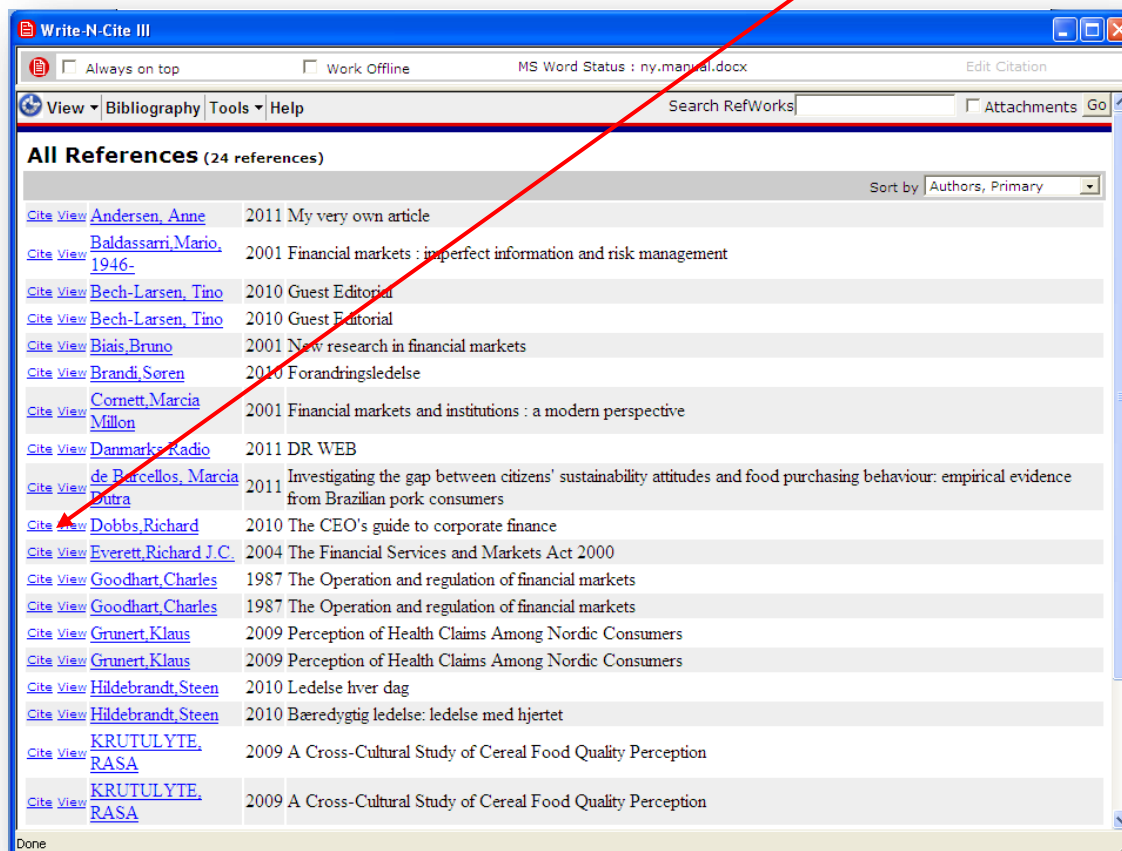 Write-N-Cite III
Always on top Work Offline MS Word Status : ny.manual.docx Edit Citation
View Bibliography Tools Help Search RefWorks Attachments Go
All References (24 references)
Sort by Authors, Primary
Cite View Andersen, Anne 2011 My very own article
Cite View Baldassarri,Mario, 1946- 2001 Financial markets : imperfect information and risk management
Cite View Bech-Larsen, Tino 2010 Guest Editorial
Cite View Bech-Larsen, Tino 2010 Guest Editorial
Cite View Biais,Bruno 2001 New research in financial markets
Cite View Brandi,Søren 2010 Forandringsledelse
Cite View Cornett,Marcia Millon 2001 Financial markets and institutions : a modern perspective
Cite View Danmarks Radio 2011 DR WEB
Cite View de Barcellos, Marcia Dutra 2011 Investigating the gap between citizens' sustainability attitudes and food purchasing behaviour: empirical evidence
from Brazilian pork consumers
Cite View Dobbs,Richard 2010 The CEO's guide to corporate finance
Cite View Everett,Richard J.C. 2004 The Financial Services and Markets Act 2000
Cite View Goodhart,Charles 1987 The Operation and regulation of financial markets
Cite View Goodhart,Charles 1987 The Operation and regulation of financial markets
Cite View Grunert,Klaus 2009 Perception of Health Claims Among Nordic Consumers
Cite View Grunert,Klaus 2009 Perception of Health Claims Among Nordic Consumers
Cite View Hildebrandt,Steen 2010 Ledelse hver dag
Cite View Hildebrandt,Steen 2010 Bæredygtig ledelse: ledelse med hjertet
Cite View KRUTULYTE, RASA 2009 A Cross-Cultural Study of Cereal Food Quality Perception
Cite View KRUTULYTE, RASA 2009 A Cross-Cultural Study of Cereal Food Quality Perception
Done